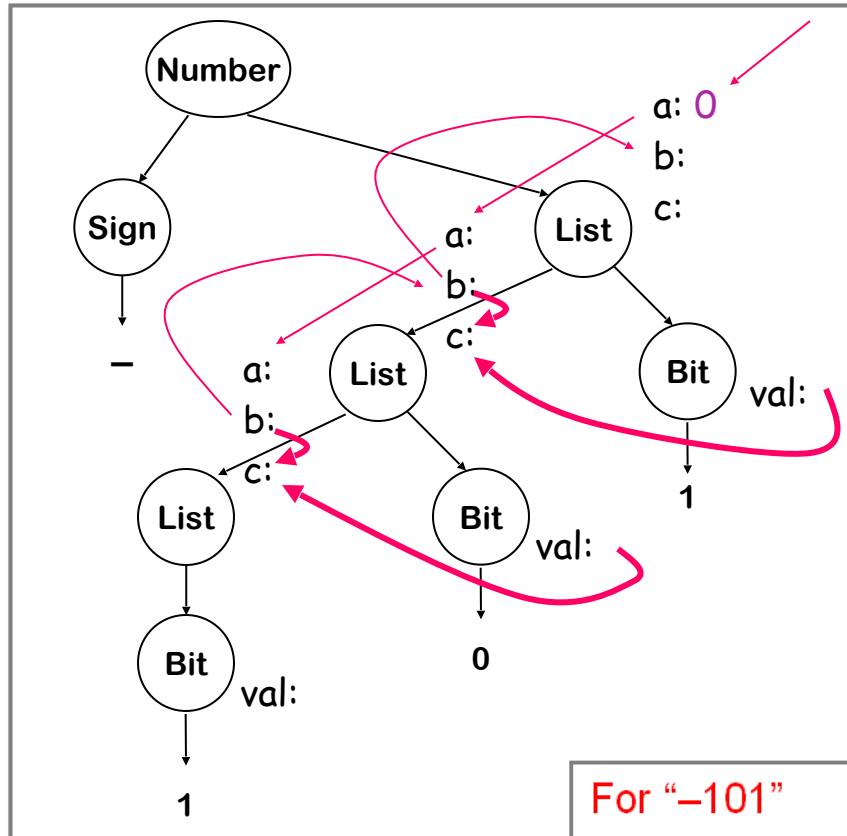 Number
a: 0
b:
c:
Sign
List
a:
b:
c:
–
List
Bit
val:
a:
b:
c:
1
List
Bit
val:
0
Bit
val:
1
For “–101”